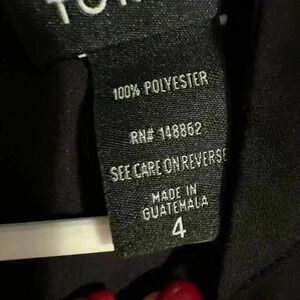 100% POLYESTER
RN# 148862
SEE CARE ON REVERSE
MADE IN
GUATEMALA
4